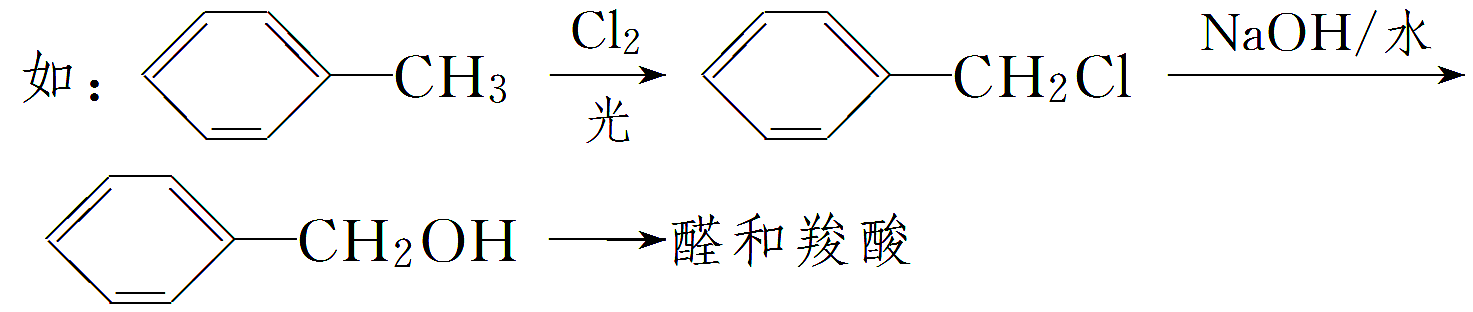 如：—CH₃ Cl₂ 光 —CH₂Cl NaOH/水
—CH₂OH 醛和羧酸